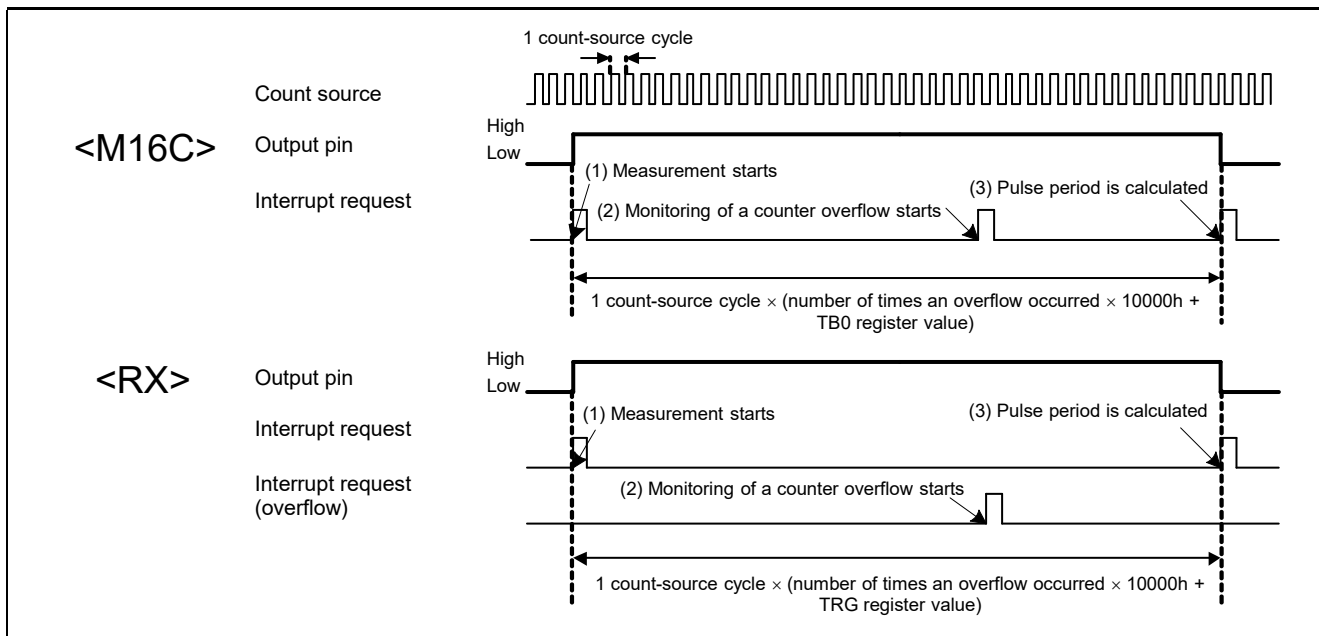 1 count-source cycle
Count source
<M16C>
Output pin
High
Low
(1) Measurement starts
(3) Pulse period is calculated
Interrupt request
(2) Monitoring of a counter overflow starts
1 count-source cycle × (number of times an overflow occurred × 10000h +
TB0 register value)
<RX>
Output pin
High
Low
(1) Measurement starts
(3) Pulse period is calculated
Interrupt request
Interrupt request
(overflow)
(2) Monitoring of a counter overflow starts
1 count-source cycle × (number of times an overflow occurred × 10000h +
TRG register value)